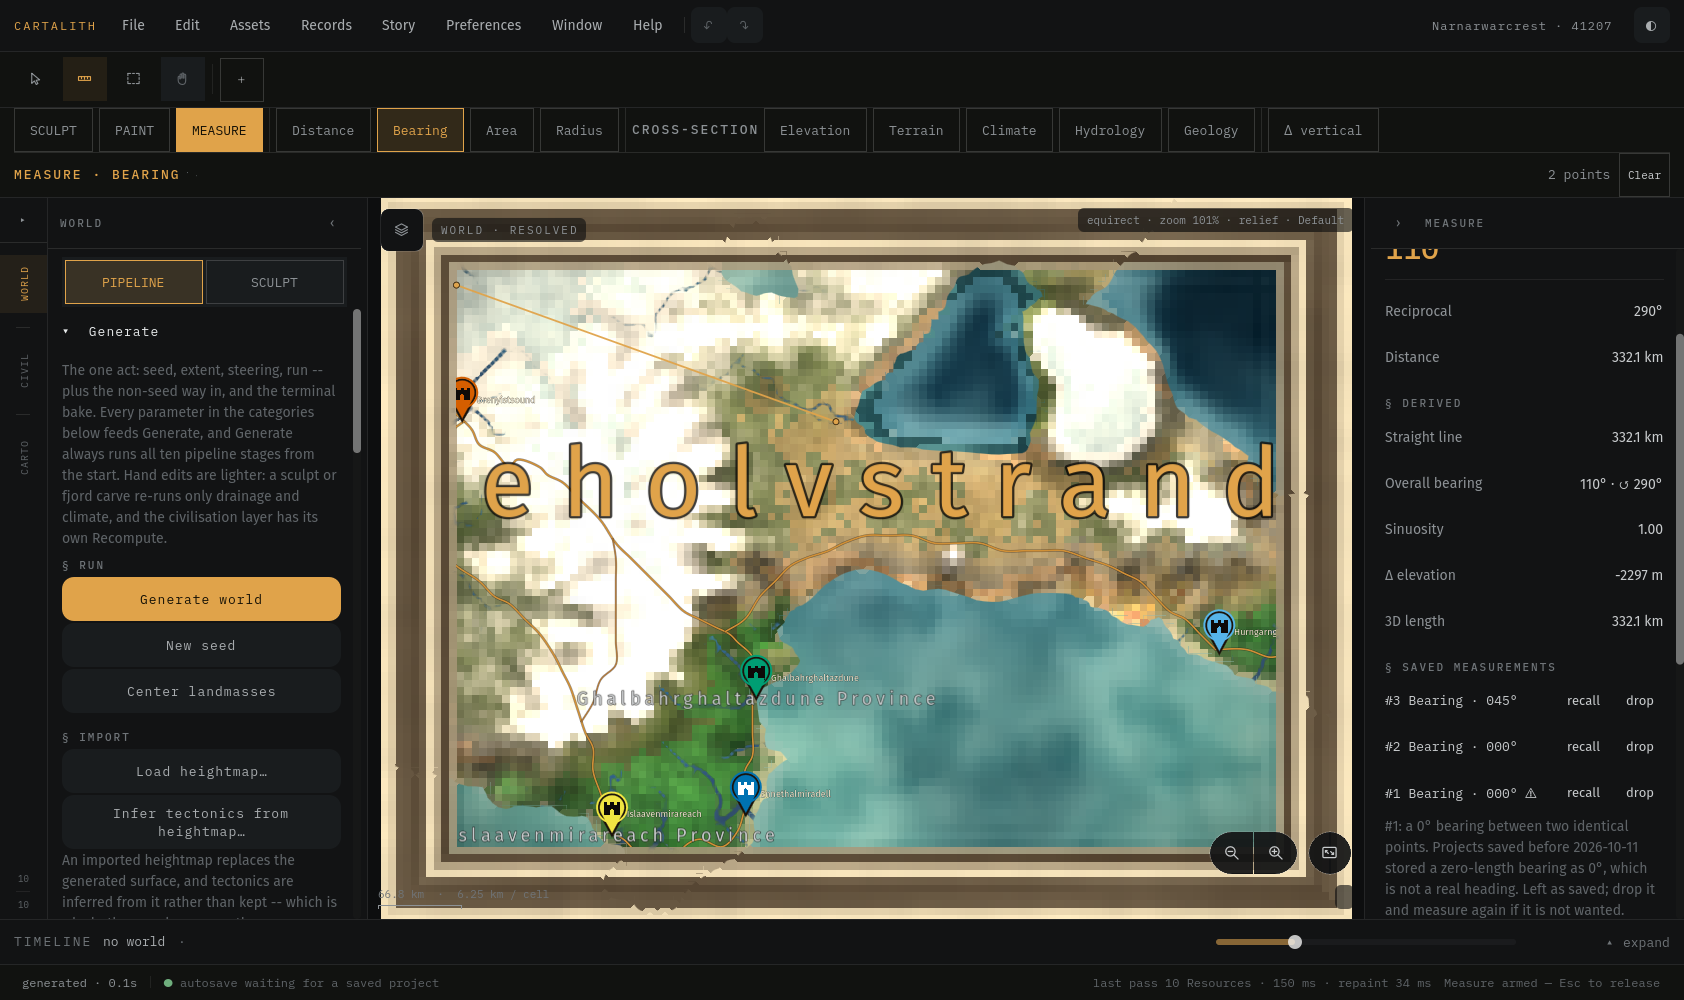 CARTALITH File Edit Assets Records Story Preferences Window Help
Narnarwarcrest · 41207
SCULPT PAINT MEASURE Distance Bearing Area Radius CROSS-SECTION Elevation Terrain Climate Hydrology Geology Δ vertical
MEASURE · BEARING
2 points Clear
WORLD
CIVIL
CARTO
10
10
WORLD
PIPELINE SCULPT
Generate
The one act: seed, extent, steering, run --
plus the non-seed way in, and the terminal
bake. Every parameter in the categories
below feeds Generate, and Generate
always runs all ten pipeline stages from
the start. Hand edits are lighter: a sculpt or
fjord carve re-runs only drainage and
climate, and the civilisation layer has its
own Recompute.
§ RUN
Generate world
New seed
Center landmasses
§ IMPORT
Load heightmap…
Infer tectonics from
heightmap…
An imported heightmap replaces the
generated surface, and tectonics are
inferred from it rather than kept -- which is
WORLD · RESOLVED
equirect · zoom 101% · relief · Default
eholvstrand
Hurngarng
Ghalbahrghaltazdune
Ghalbahrghaltazdune Province
islaavenmirareach
slaavenmirareach Province
6.25 km / cell
MEASURE
110°
Reciprocal 290°
Distance 332.1 km
§ DERIVED
Straight line 332.1 km
Overall bearing 110° · ↺ 290°
Sinuosity 1.00
Δ elevation -2297 m
3D length 332.1 km
§ SAVED MEASUREMENTS
#3 Bearing · 045° recall drop
#2 Bearing · 000° recall drop
#1 Bearing · 000° ⚠ recall drop
#1: a 0° bearing between two identical
points. Projects saved before 2026-10-11
stored a zero-length bearing as 0°, which
is not a real heading. Left as saved; drop it
and measure again if it is not wanted.
TIMELINE no world ·
expand
generated · 0.1s
autosave waiting for a saved project
last pass 10 Resources · 150 ms · repaint 34 ms Measure armed — Esc to release